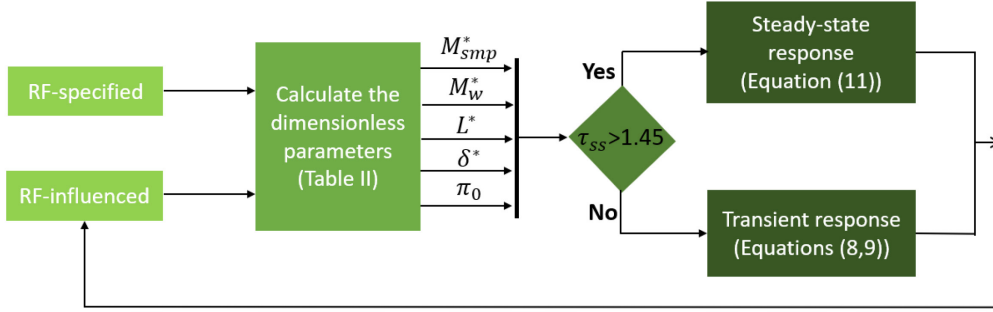 RF-specified
RF-influenced
Calculate the
dimensionless
parameters
(Table II)
M*smp
M*w
L*
δ*
π0
τss>1.45
Yes
No
Steady-state
response
(Equation (11))
Transient response
(Equations (8,9))